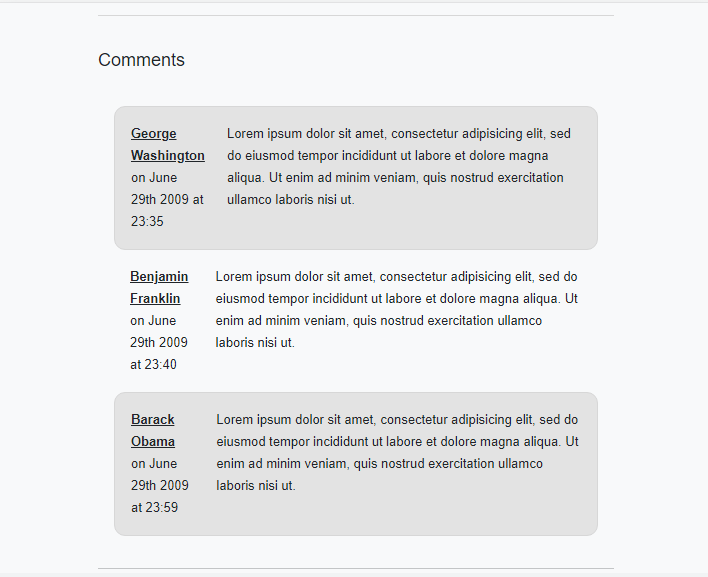 Comments
George
Washington
on June
29th 2009 at
23:35
Lorem ipsum dolor sit amet, consectetur adipisicing elit, sed
do eiusmod tempor incididunt ut labore et dolore magna
aliqua. Ut enim ad minim veniam, quis nostrud exercitation
ullamco laboris nisi ut.
Benjamin
Franklin
on June
29th 2009
at 23:40
Lorem ipsum dolor sit amet, consectetur adipisicing elit, sed do
eiusmod tempor incididunt ut labore et dolore magna aliqua. Ut
enim ad minim veniam, quis nostrud exercitation ullamco
laboris nisi ut.
Barack
Obama
on June
29th 2009
at 23:59
Lorem ipsum dolor sit amet, consectetur adipisicing elit, sed do
eiusmod tempor incididunt ut labore et dolore magna aliqua. Ut
enim ad minim veniam, quis nostrud exercitation ullamco
laboris nisi ut.